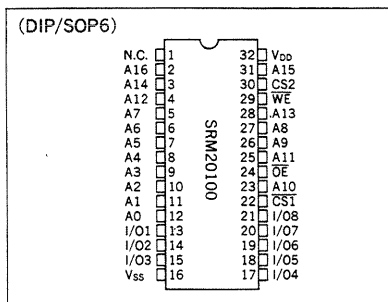 (DIP/SOP6)
N.C. 1 32 VDD
A16 2 31 A15
A14 3 30 CS2
A12 4 29 W̅E̅
A7 5 28 A13
A6 6 27 A8
A5 7 26 A9
A4 8 25 A11
A3 9 24 O̅E̅
A2 10 23 A10
A1 11 22 C̅S̅1̅
A0 12 21 I/O8
I/O1 13 20 I/O7
I/O2 14 19 I/O6
I/O3 15 18 I/O5
VSS 16 17 I/O4
SRM20100